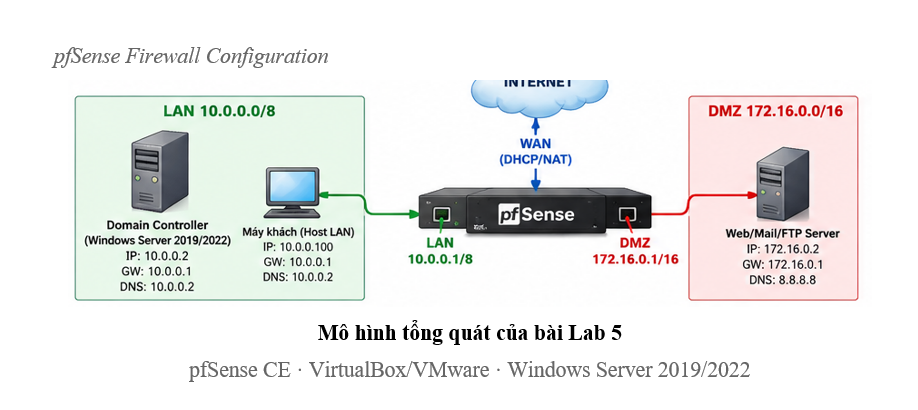 pfSense Firewall Configuration
INTERNET
LAN 10.0.0.0/8
DMZ 172.16.0.0/16
WAN
(DHCP/NAT)
pfSense
Domain Controller
(Windows Server 2019/2022)
IP: 10.0.0.2
GW: 10.0.0.1
DNS: 10.0.0.2
Máy khách (Host LAN)
IP: 10.0.0.100
GW: 10.0.0.1
DNS: 10.0.0.2
LAN
10.0.0.1/8
DMZ
172.16.0.1/16
Web/Mail/FTP Server
IP: 172.16.0.2
GW: 172.16.0.1
DNS: 8.8.8.8
Mô hình tổng quát của bài Lab 5
pfSense CE · VirtualBox/VMware · Windows Server 2019/2022